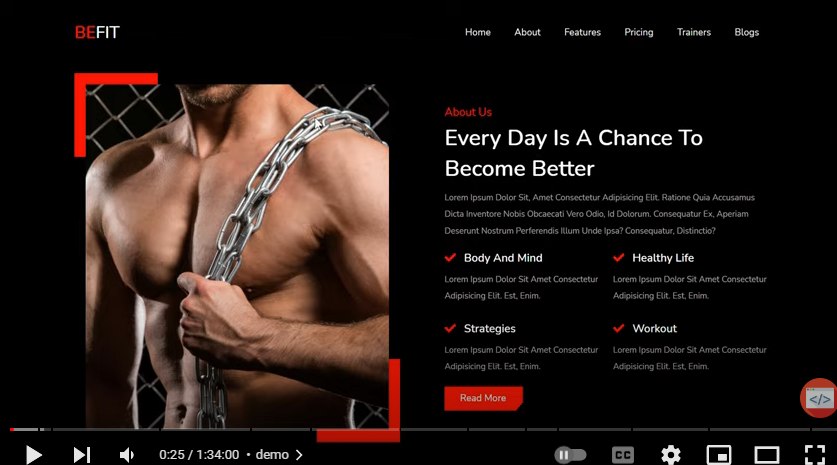 BEFIT
Home About Features Pricing Trainers Blogs
About Us
Every Day Is A Chance To
Become Better
Lorem Ipsum Dolor Sit, Amet Consectetur Adipisicing Elit. Ratione Quia Accusamus
Dicta Inventore Nobis Obcaecati Vero Odio, Id Dolorum. Consequatur Ex, Aperiam
Deserunt Nostrum Perferendis Illum Unde Ipsa? Consequatur, Distinctio?
Body And Mind
Lorem Ipsum Dolor Sit Amet Consectetur
Adipisicing Elit. Est, Enim.
Healthy Life
Lorem Ipsum Dolor Sit Amet Consectetur
Adipisicing Elit. Est, Enim.
Strategies
Lorem Ipsum Dolor Sit Amet Consectetur
Adipisicing Elit. Est, Enim.
Workout
Lorem Ipsum Dolor Sit Amet Consectetur
Adipisicing Elit. Est, Enim.
Read More
</>
0:25 / 1:34:00 • demo
CC